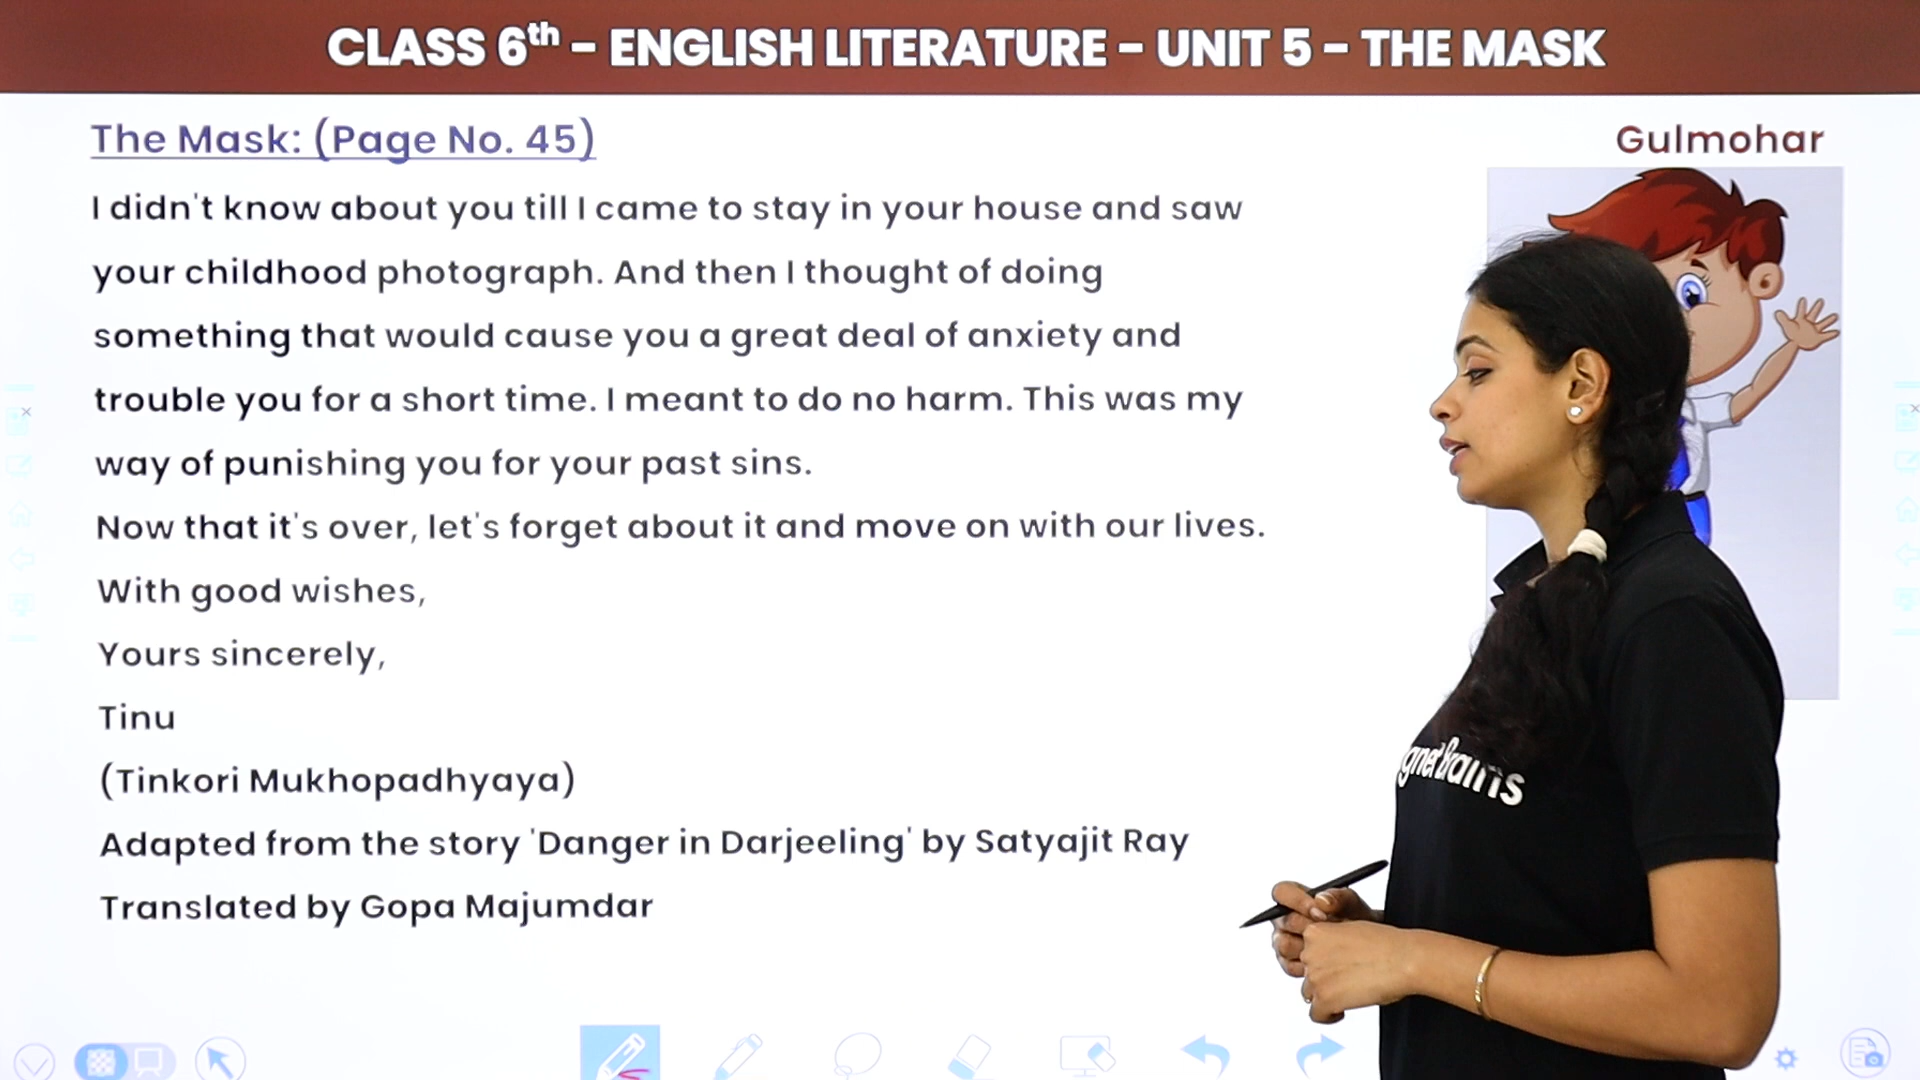 CLASS 6th – ENGLISH LITERATURE – UNIT 5 – THE MASK
The Mask: (Page No. 45)
Gulmohar
I didn't know about you till I came to stay in your house and saw
your childhood photograph. And then I thought of doing
something that would cause you a great deal of anxiety and
trouble you for a short time. I meant to do no harm. This was my
way of punishing you for your past sins.
Now that it's over, let's forget about it and move on with our lives.
With good wishes,
Yours sincerely,
Tinu
(Tinkori Mukhopadhyaya)
Adapted from the story 'Danger in Darjeeling' by Satyajit Ray
Translated by Gopa Majumdar